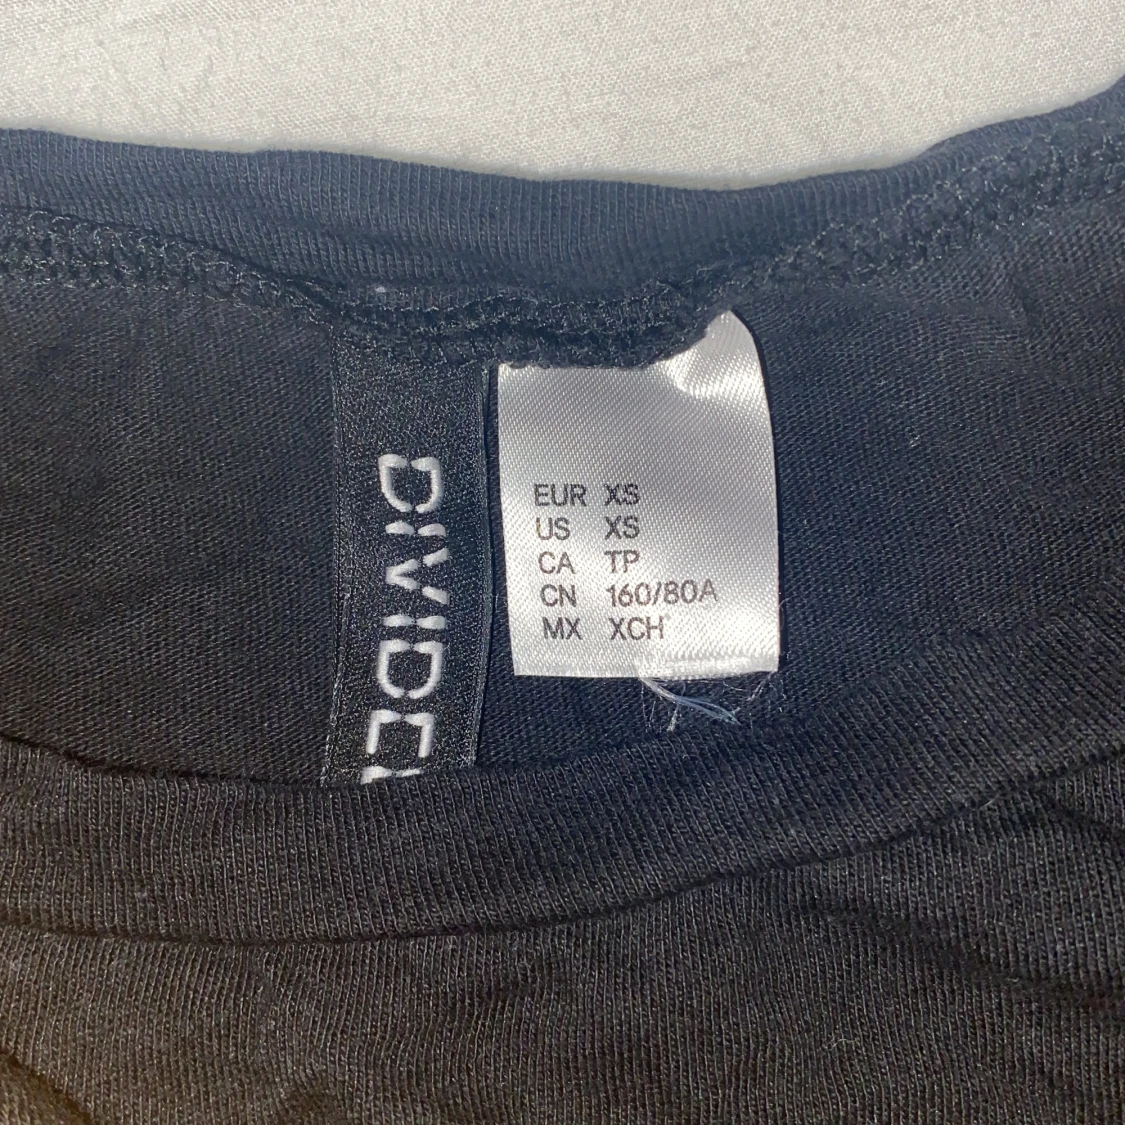 DIVIDE
EUR XS
US XS
CA TP
CN 160/80A
MX XCH